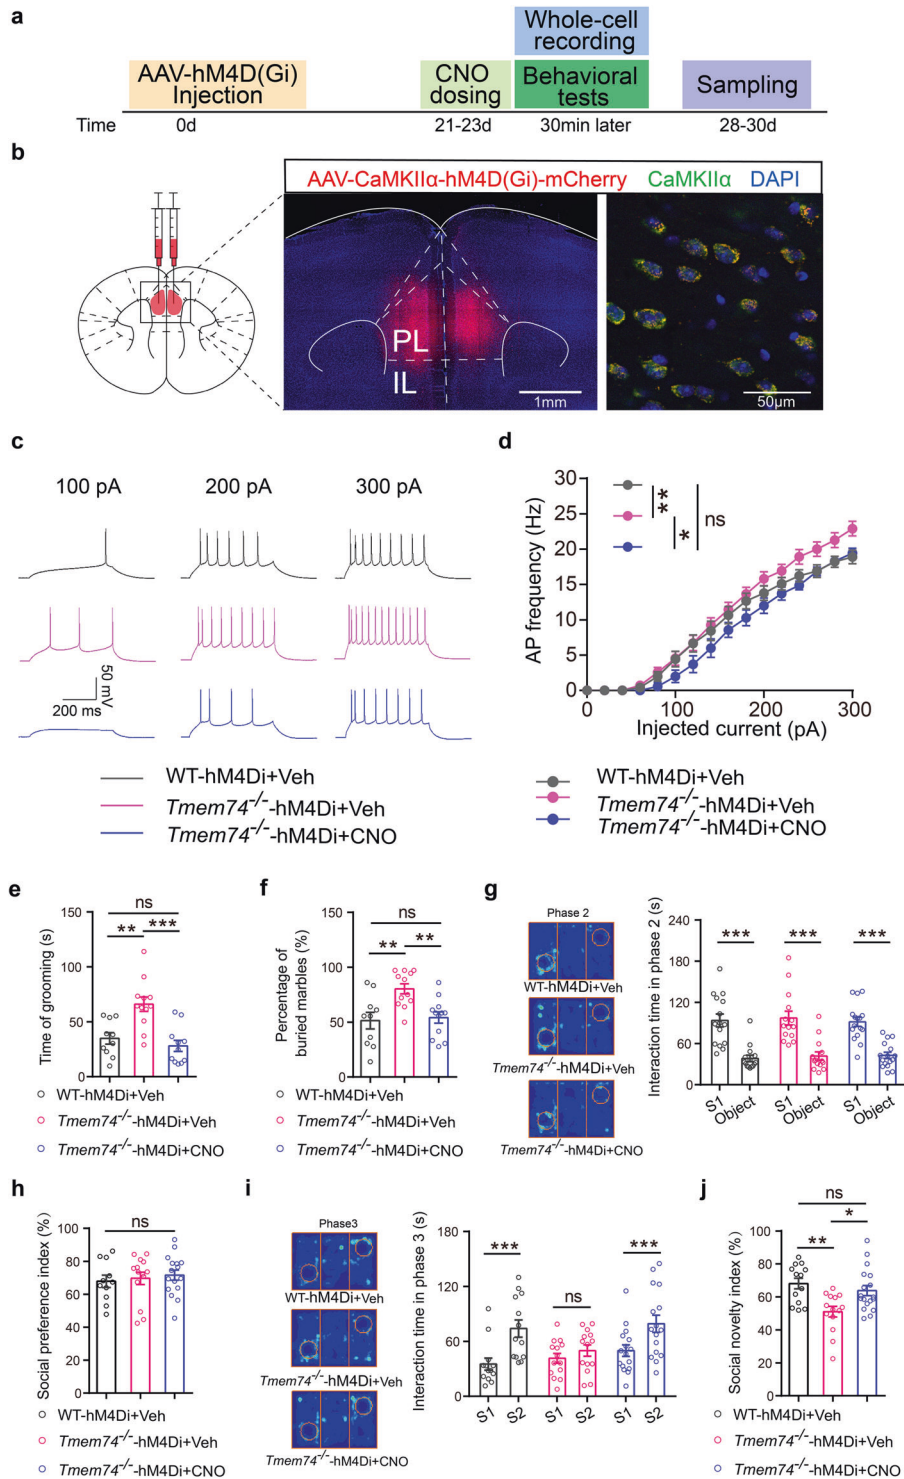 a
Whole-cell
recording
AAV-hM4D(Gi)
Injection
CNO
dosing
Behavioral
tests
Sampling
Time
0d
21-23d
30min later
28-30d
b
AAV-CaMKIIα-hM4D(Gi)-mCherry CaMKIIα DAPI
PL
IL
1mm
50μm
c
100 pA
200 pA
300 pA
50 mV
200 ms
WT-hM4Di+Veh
Tmem74-/--hM4Di+Veh
Tmem74-/--hM4Di+CNO
d
AP frequency (Hz)
30
25
20
15
10
5
0
**
*
ns
0
100
200
300
Injected current (pA)
WT-hM4Di+Veh
Tmem74-/--hM4Di+Veh
Tmem74-/--hM4Di+CNO
e
Time of grooming (s)
150
100
50
0
ns
**
***
WT-hM4Di+Veh
Tmem74-/--hM4Di+Veh
Tmem74-/--hM4Di+CNO
f
Percentage of
buried marbles (%)
150
100
50
0
ns
**
**
WT-hM4Di+Veh
Tmem74-/--hM4Di+Veh
Tmem74-/--hM4Di+CNO
g
Phase 2
WT-hM4Di+Veh
Tmem74-/--hM4Di+Veh
Tmem74-/--hM4Di+CNO
Interaction time in phase 2 (s)
240
180
120
60
0
***
***
***
S1
Object
S1
Object
S1
Object
h
Social preference index (%)
100
80
60
40
20
0
ns
WT-hM4Di+Veh
Tmem74-/--hM4Di+Veh
Tmem74-/--hM4Di+CNO
i
Phase3
WT-hM4Di+Veh
Tmem74-/--hM4Di+Veh
Tmem74-/--hM4Di+CNO
Interaction time in phase 3 (s)
180
120
60
0
***
ns
***
S1
S2
S1
S2
S1
S2
j
Social novelty index (%)
100
80
60
40
20
0
ns
**
*
WT-hM4Di+Veh
Tmem74-/--hM4Di+Veh
Tmem74-/--hM4Di+CNO